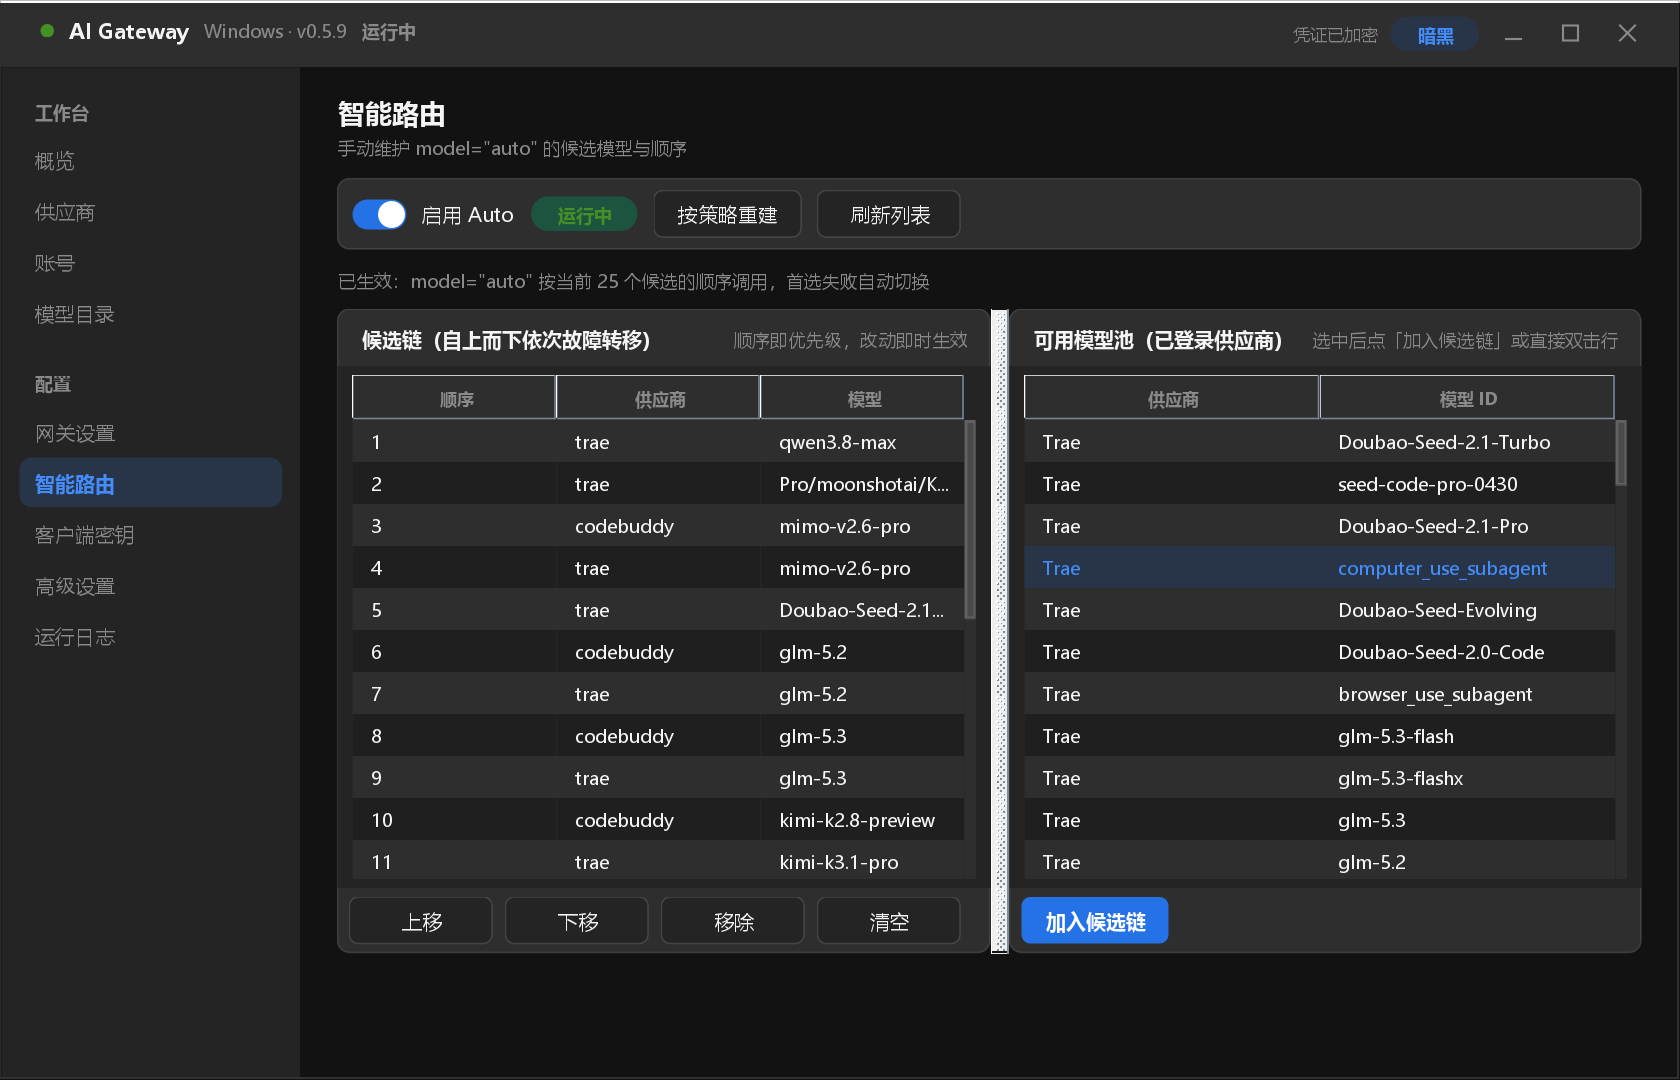 AI Gateway Windows · v0.5.9 运行中
凭证已加密 暗黑
工作台
概览
供应商
账号
模型目录
配置
网关设置
智能路由
客户端密钥
高级设置
运行日志
智能路由
手动维护 model="auto" 的候选模型与顺序
启用 Auto 运行中 按策略重建 刷新列表
已生效：model="auto" 按当前 25 个候选的顺序调用，首选失败自动切换
候选链（自上而下依次故障转移） 顺序即优先级，改动即时生效
顺序 供应商 模型
1 trae qwen3.8-max
2 trae Pro/moonshotai/K...
3 codebuddy mimo-v2.6-pro
4 trae mimo-v2.6-pro
5 trae Doubao-Seed-2.1...
6 codebuddy glm-5.2
7 trae glm-5.2
8 codebuddy glm-5.3
9 trae glm-5.3
10 codebuddy kimi-k2.8-preview
11 trae kimi-k3.1-pro
上移 下移 移除 清空
可用模型池（已登录供应商） 选中后点「加入候选链」或直接双击行
供应商 模型 ID
Trae Doubao-Seed-2.1-Turbo
Trae seed-code-pro-0430
Trae Doubao-Seed-2.1-Pro
Trae computer_use_subagent
Trae Doubao-Seed-Evolving
Trae Doubao-Seed-2.0-Code
Trae browser_use_subagent
Trae glm-5.3-flash
Trae glm-5.3-flashx
Trae glm-5.3
Trae glm-5.2
加入候选链